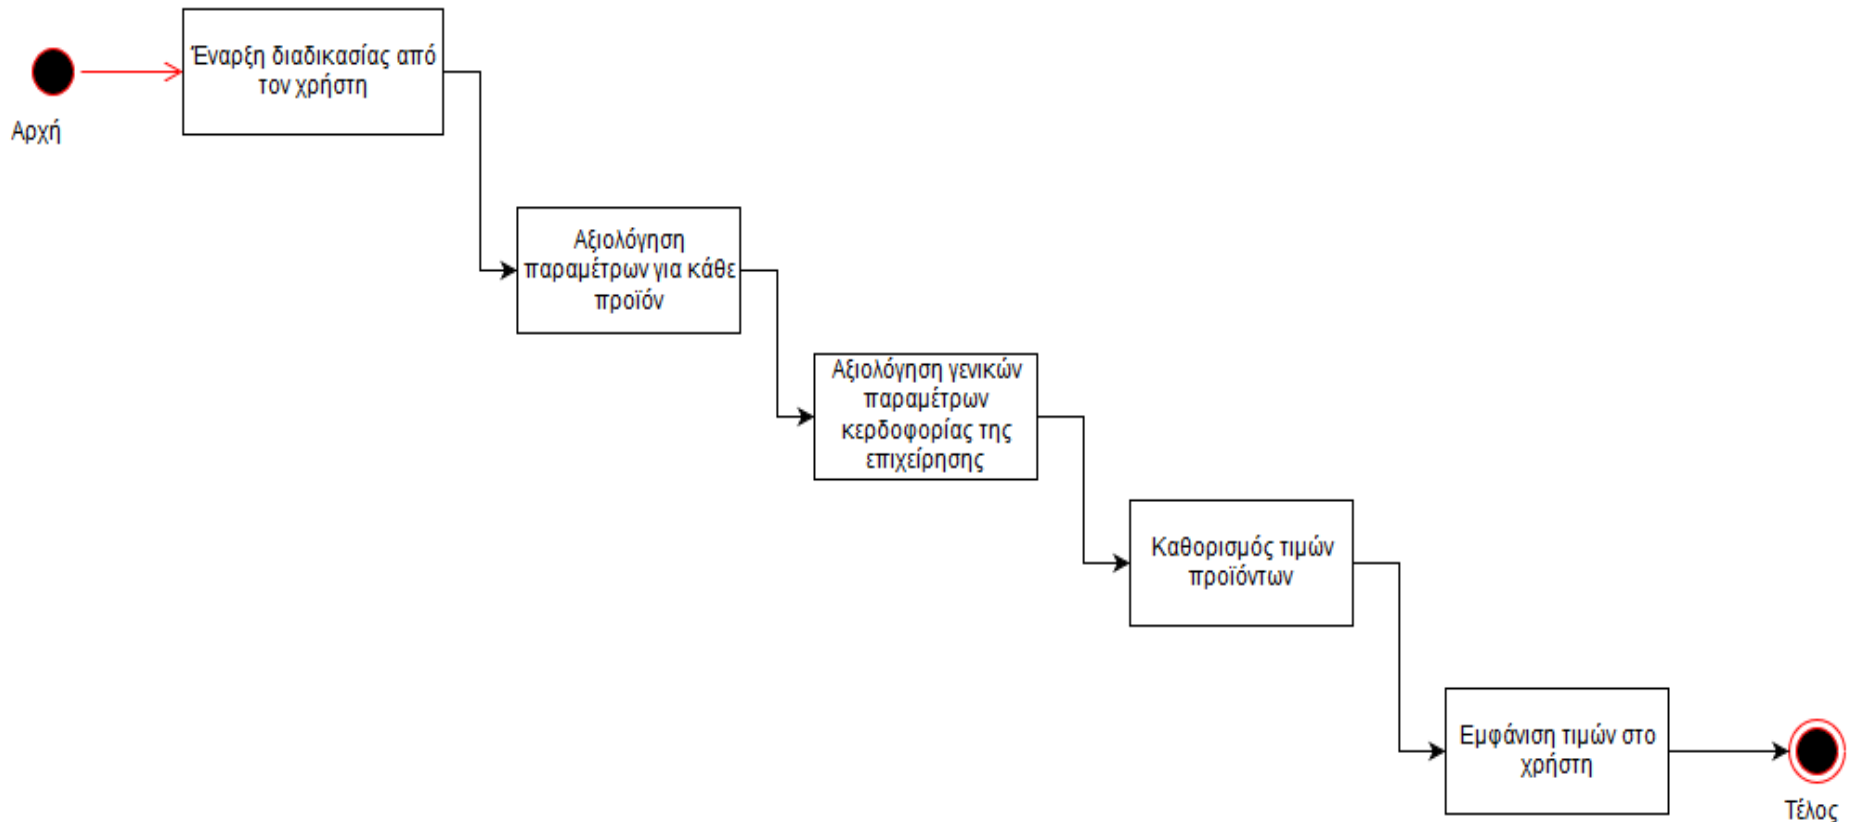 Αρχή
Έναρξη διαδικασίας από
τον χρήστη
Αξιολόγηση
παραμέτρων για κάθε
προϊόν
Αξιολόγηση γενικών
παραμέτρων
κερδοφορίας της
επιχείρησης
Καθορισμός τιμών
προϊόντων
Εμφάνιση τιμών στο
χρήστη
Τέλος